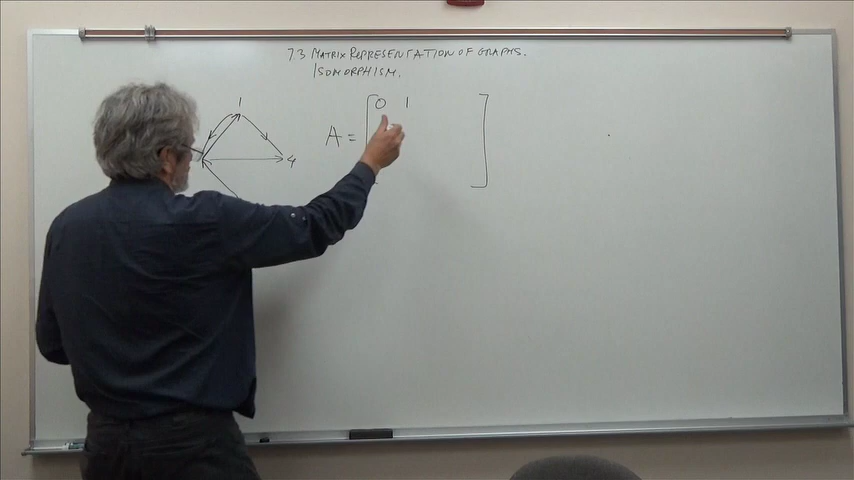 7.3 MATRIX REPRESENTATION OF GRAPHS.
ISOMORPHISM.
1
0 1
A =
4